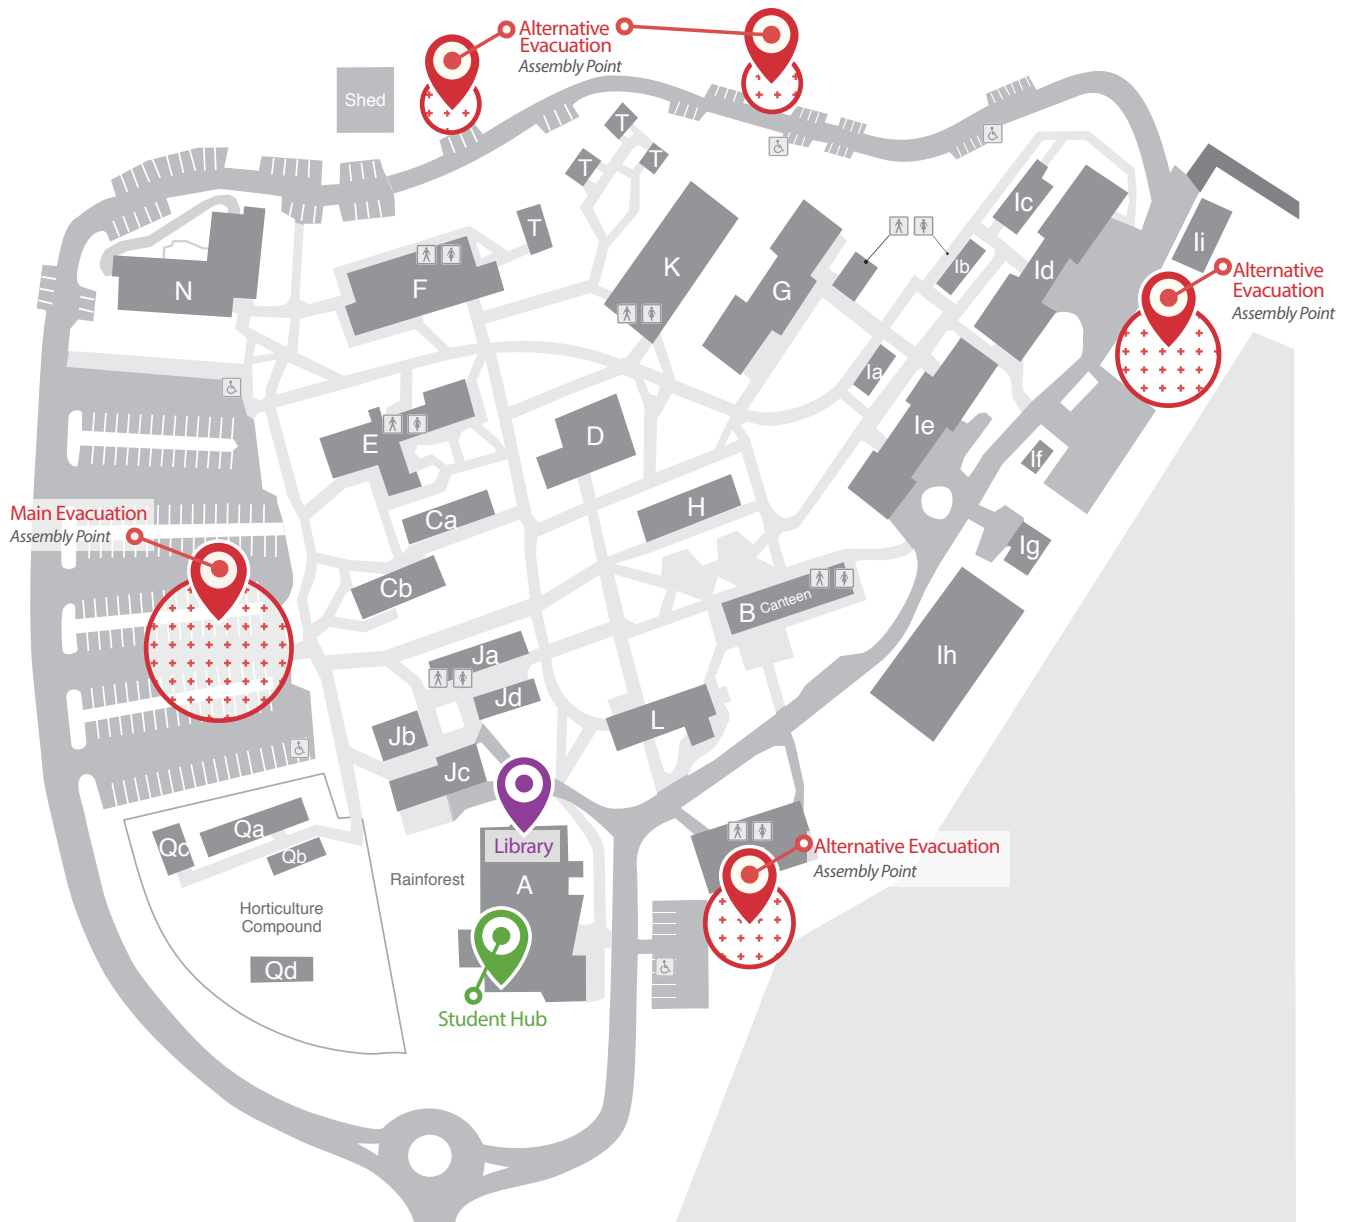 Alternative
Evacuation
Assembly Point
Shed
T
T
T
T
N
F
K
G
Ic
Ib
Id
Ii
Alternative
Evacuation
Assembly Point
Ia
E
D
Ie
If
Main Evacuation
Assembly Point
Ca
H
Ig
Cb
B Canteen
Ih
Ja
Jd
Jb
L
Jc
Library
A
Qc
Qa
Qb
Alternative Evacuation
Assembly Point
Rainforest
Horticulture
Compound
Qd
Student Hub